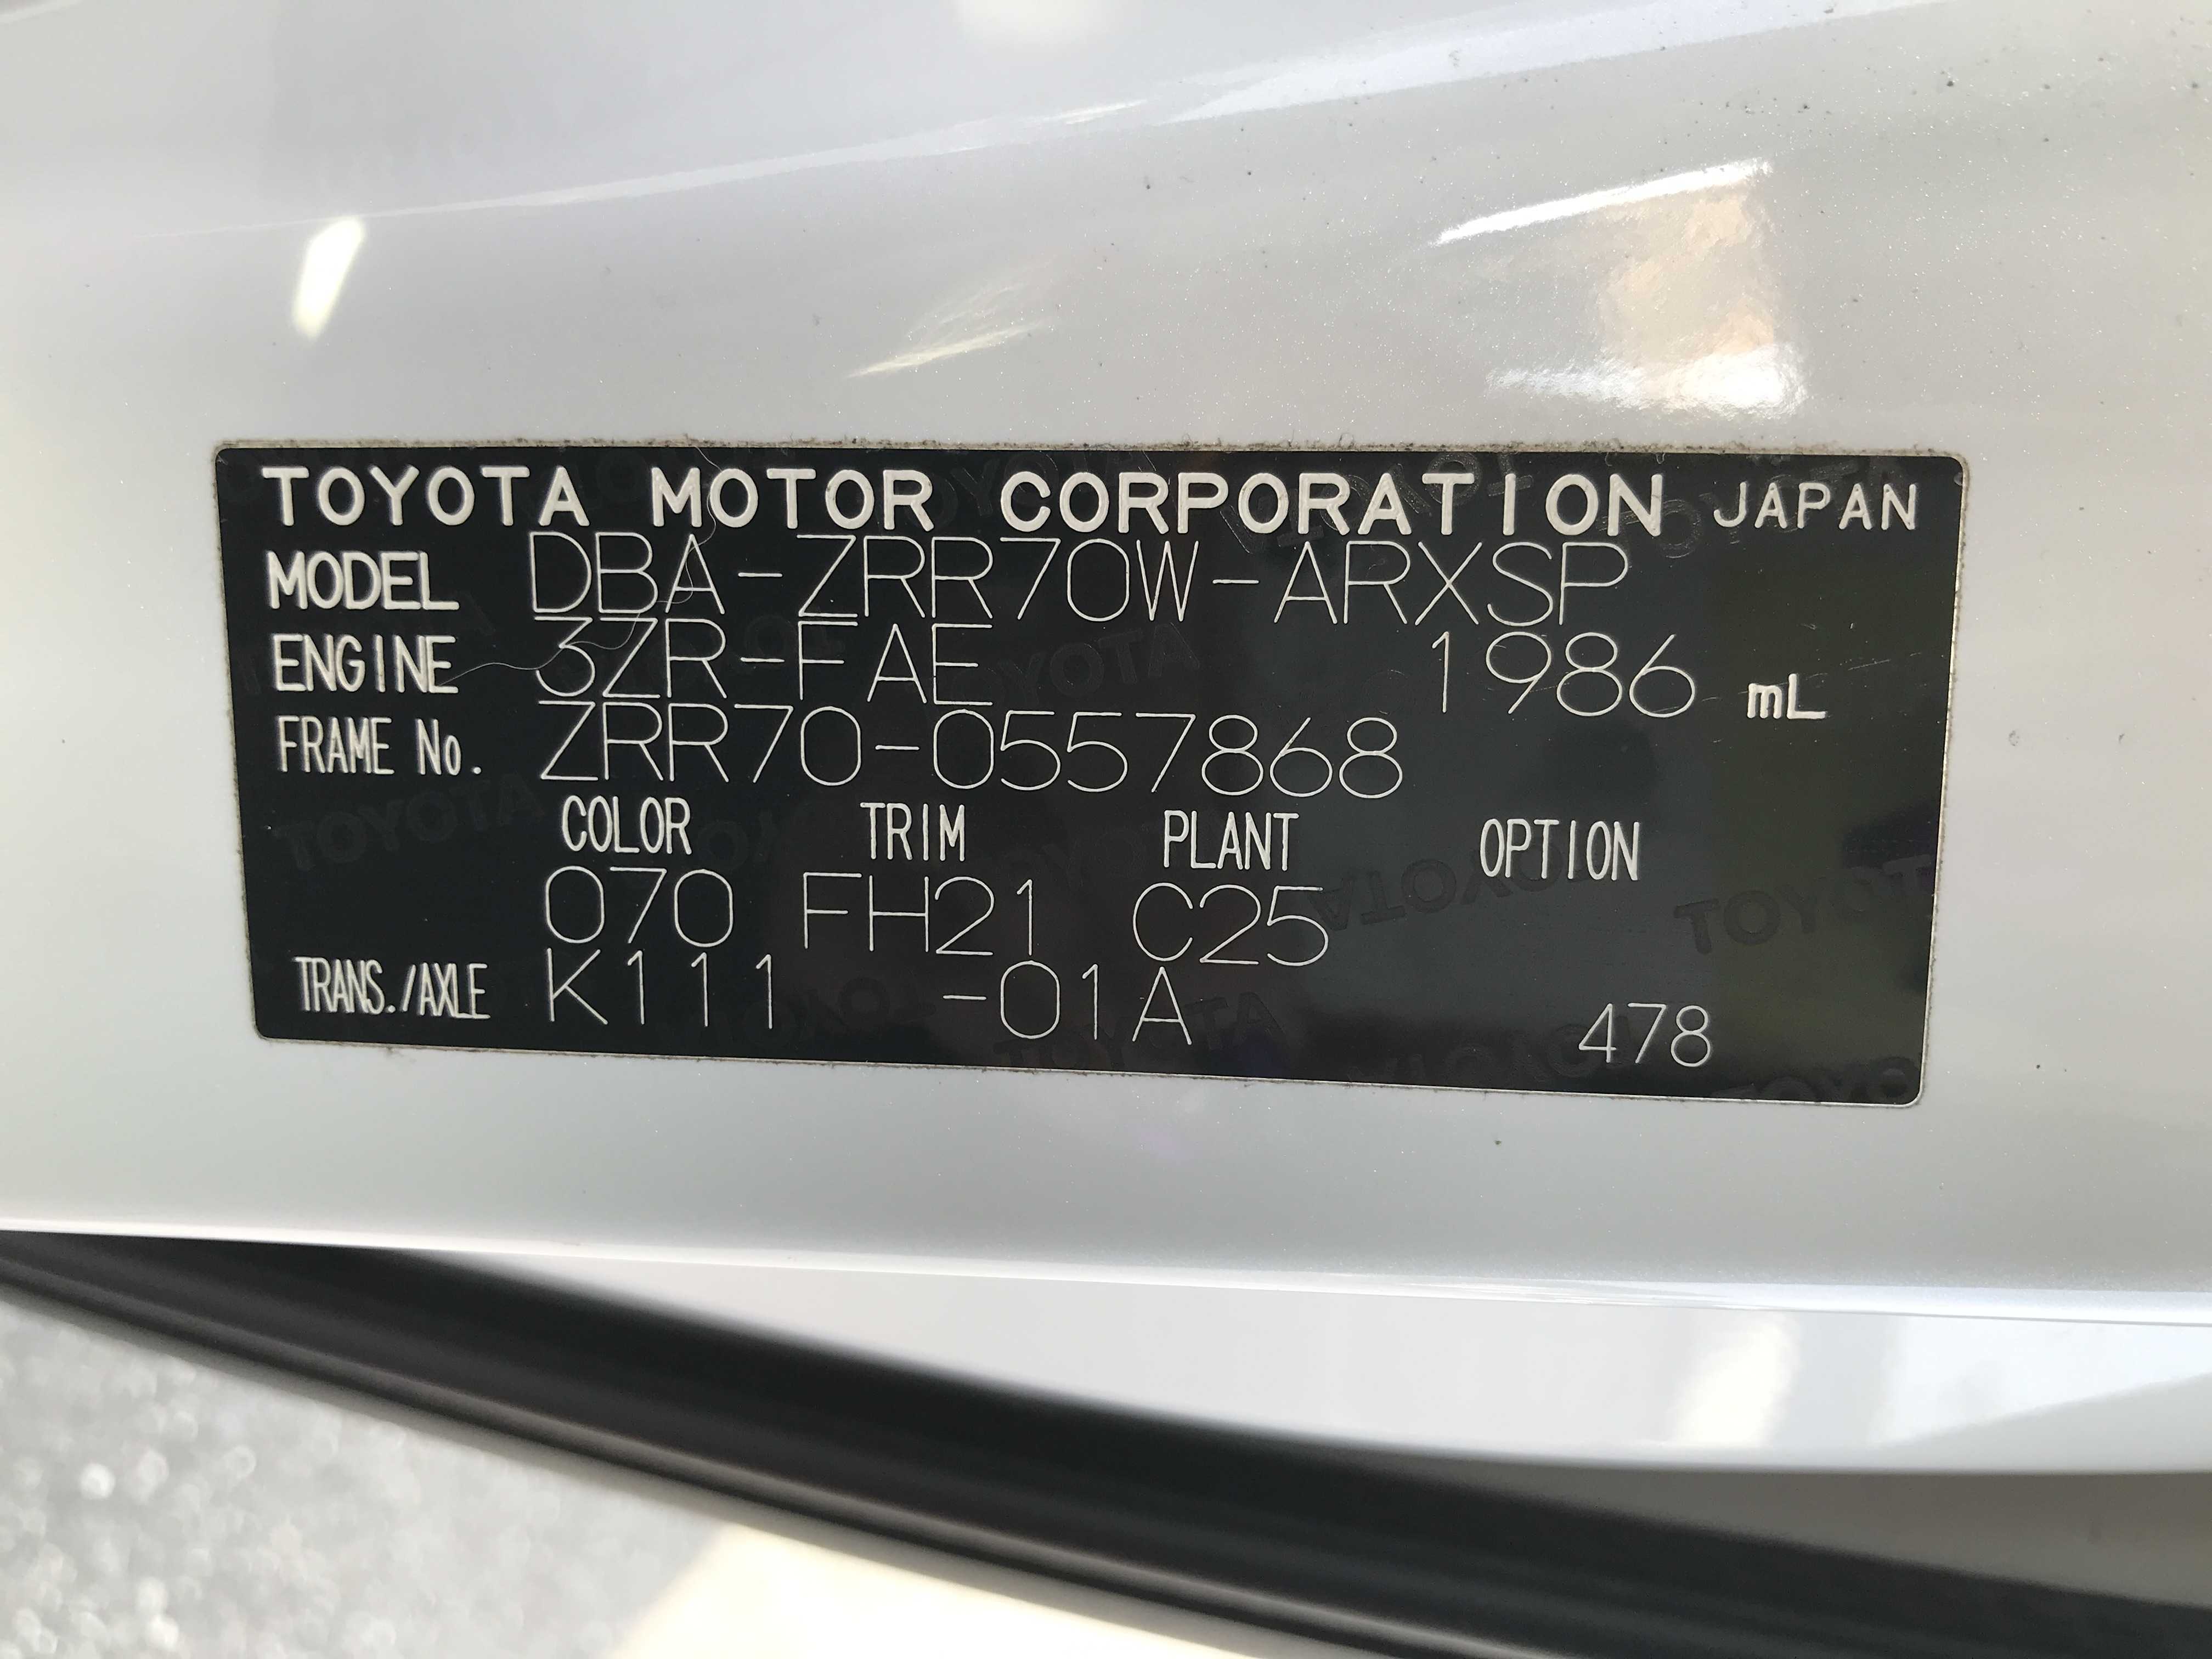 TOYOTA MOTOR CORPORATION JAPAN
MODEL DBA-ZRR70W-ARXSP
ENGINE 3ZR-FAE 1986 mL
FRAME No. ZRR70-0557868
COLOR TRIM PLANT OPTION
070 FH21 C25
TRANS./AXLE K111 -01A 478